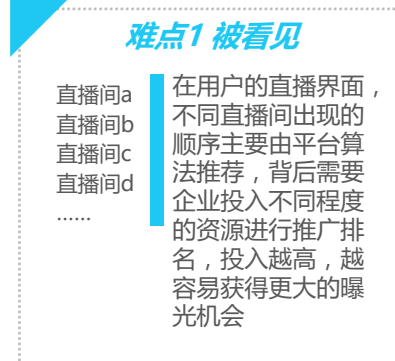 难点1 被看见
直播间a
直播间b
直播间c
直播间d
……
在用户的直播界面，
不同直播间出现的
顺序主要由平台算
法推荐，背后需要
企业投入不同程度
的资源进行推广排
名，投入越高，越
容易获得更大的曝
光机会